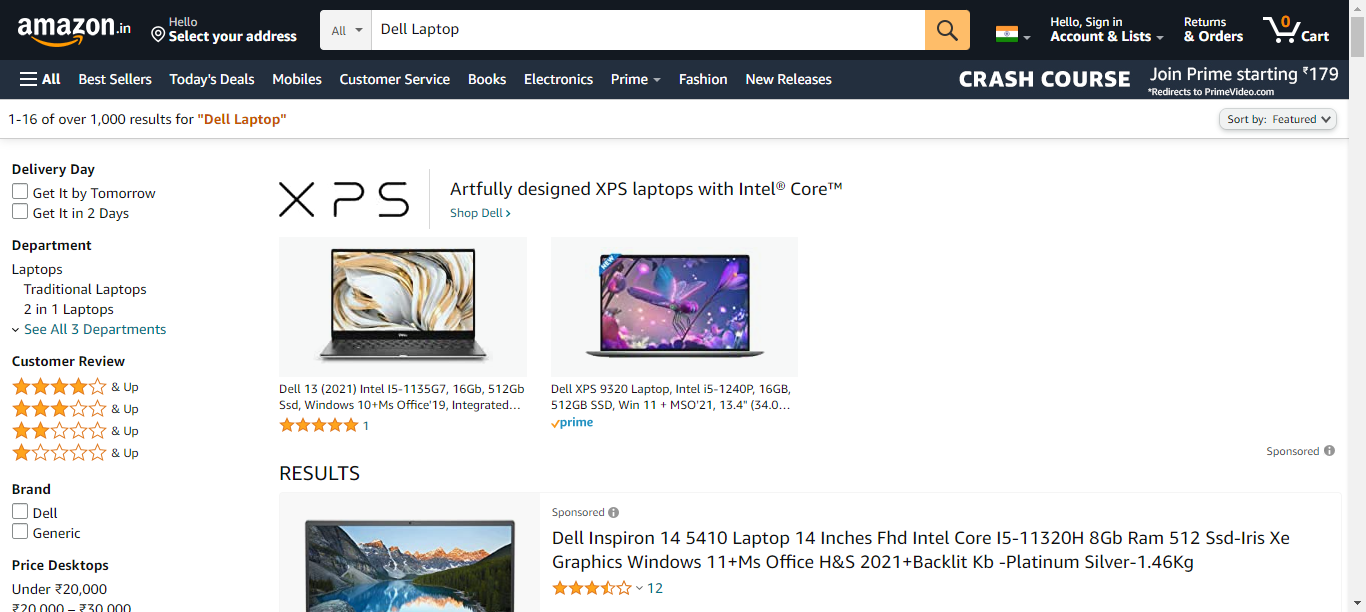 amazon.in
Hello
Select your address
All
Dell Laptop
Hello, Sign in
Account & Lists
Returns
& Orders
0
Cart
All
Best Sellers
Today's Deals
Mobiles
Customer Service
Books
Electronics
Prime
Fashion
New Releases
CRASH COURSE
Join Prime starting ₹179
*Redirects to PrimeVideo.com
1-16 of over 1,000 results for "Dell Laptop"
Sort by: Featured
Delivery Day
Get It by Tomorrow
Get It in 2 Days
Department
Laptops
Traditional Laptops
2 in 1 Laptops
See All 3 Departments
Customer Review
& Up
& Up
& Up
& Up
Brand
Dell
Generic
Price Desktops
Under ₹20,000
₹20,000 – ₹30,000
XPS
Artfully designed XPS laptops with Intel® Core™
Shop Dell
NEW
Dell 13 (2021) Intel I5-1135G7, 16Gb, 512Gb
Ssd, Windows 10+Ms Office'19, Integrated...
1
Dell XPS 9320 Laptop, Intel i5-1240P, 16GB,
512GB SSD, Win 11 + MSO'21, 13.4" (34.0...
prime
Sponsored
RESULTS
Sponsored
Dell Inspiron 14 5410 Laptop 14 Inches Fhd Intel Core I5-11320H 8Gb Ram 512 Ssd-Iris Xe
Graphics Windows 11+Ms Office H&S 2021+Backlit Kb -Platinum Silver-1.46Kg
12